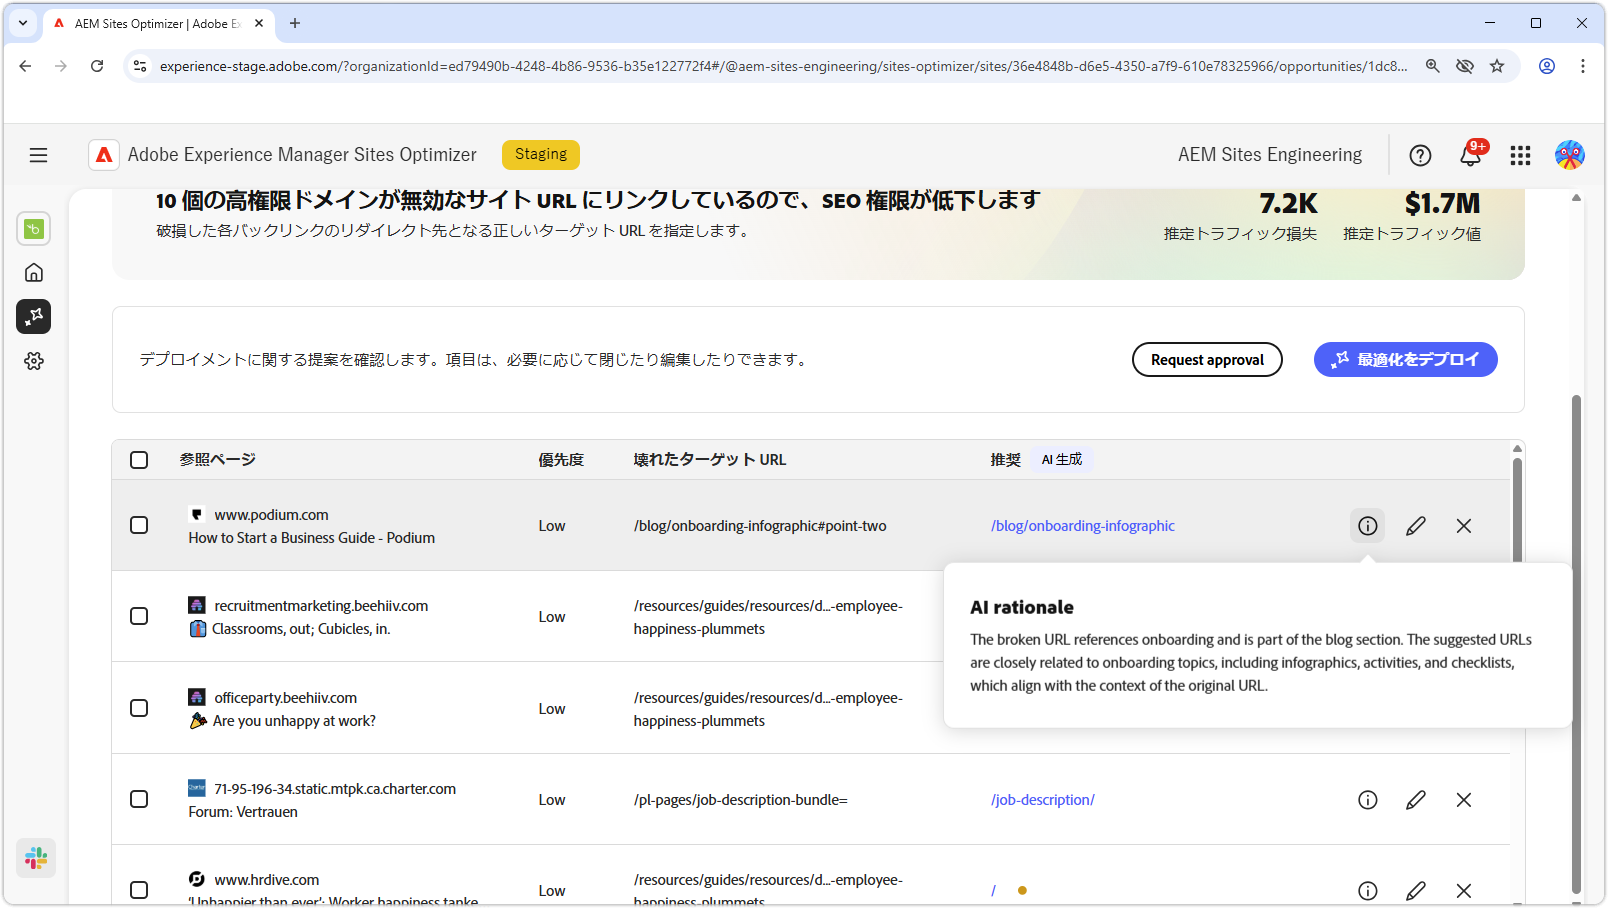 AEM Sites Optimizer | Adobe Ex
experience-stage.adobe.com/?organizationId=ed79490b-4248-4b86-9536-b35e122772f4#/@aem-sites-engineering/sites-optimizer/sites/36e4848b-d6e5-4350-a7f9-610e78325966/opportunities/1dc8...
Adobe Experience Manager Sites Optimizer
Staging
AEM Sites Engineering
9+
10 個の高権限ドメインが無効なサイト URL にリンクしているので、SEO 権限が低下します
7.2K
$1.7M
破損した各バックリンクのリダイレクト先となる正しいターゲット URL を指定します。
推定トラフィック損失
推定トラフィック値
デプロイメントに関する提案を確認します。項目は、必要に応じて閉じたり編集したりできます。
Request approval
最適化をデプロイ
参照ページ
優先度
壊れたターゲット URL
推奨
AI 生成
www.podium.com
How to Start a Business Guide - Podium
Low
/blog/onboarding-infographic#point-two
/blog/onboarding-infographic
AI rationale
The broken URL references onboarding and is part of the blog section. The suggested URLs
are closely related to onboarding topics, including infographics, activities, and checklists,
which align with the context of the original URL.
recruitmentmarketing.beehiiv.com
👔 Classrooms, out; Cubicles, in.
Low
/resources/guides/resources/d...-employee-
happiness-plummets
officeparty.beehiiv.com
🎉 Are you unhappy at work?
Low
/resources/guides/resources/d...-employee-
happiness-plummets
71-95-196-34.static.mtpk.ca.charter.com
Forum: Vertrauen
Low
/pl-pages/job-description-bundle=
/job-description/
www.hrdive.com
'Unhappier than ever': Worker happiness tanke
Low
/resources/guides/resources/d...-employee-
happiness-plummets
/